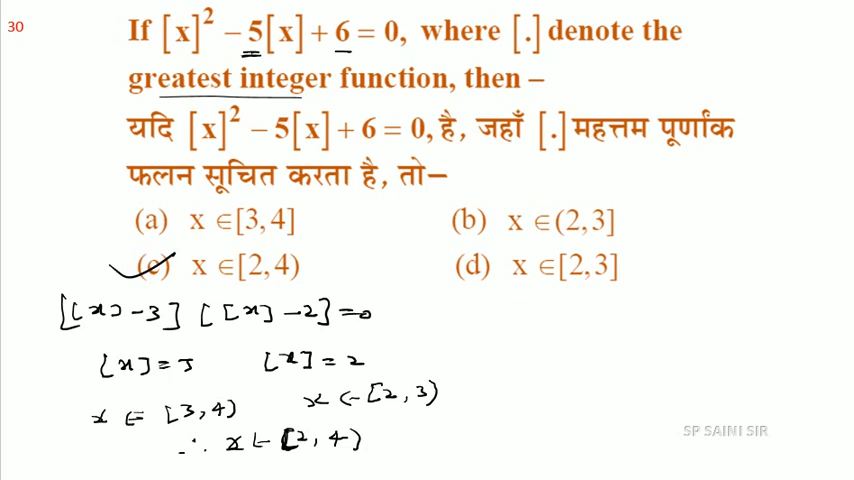 30
If [x]² − 5[x] + 6 = 0, where [.] denote the
greatest integer function, then –
यदि [x]² − 5[x] + 6 = 0, है, जहाँ [.] महत्तम पूर्णांक
फलन सूचित करता है, तो–
(a) x ∈[3,4] (b) x ∈(2,3]
(c) x ∈[2,4) (d) x ∈[2,3]
[[x]-3] [[x]-2]=0
[x]=3 [x]=2
x ∈ [3,4) x ∈ [2,3)
∴ x ∈ [2,4)
SP SAINI SIR